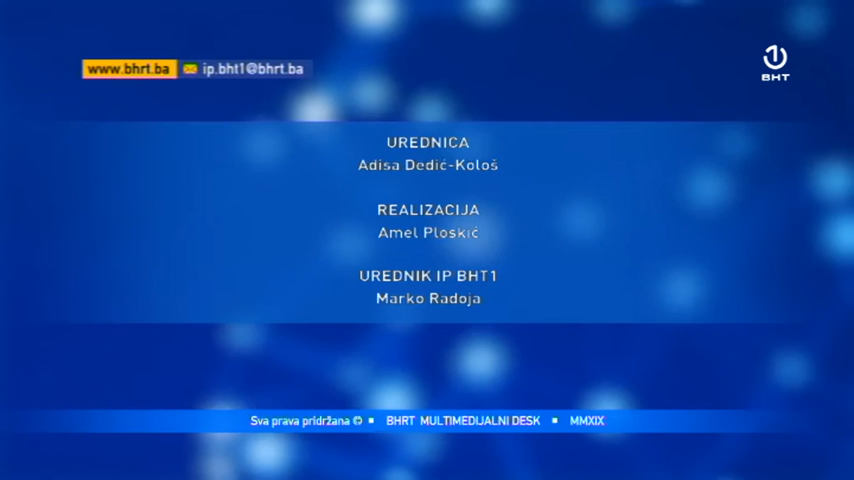 www.bhrt.ba ip.bht1@bhrt.ba
1
BHT
UREDNICA
Adisa Dedić-Kološ
REALIZACIJA
Amel Ploskić
UREDNIK IP BHT1
Marko Radoja
Sva prava pridržana © ▪ BHRT MULTIMEDIJALNI DESK ▪ MMXIX